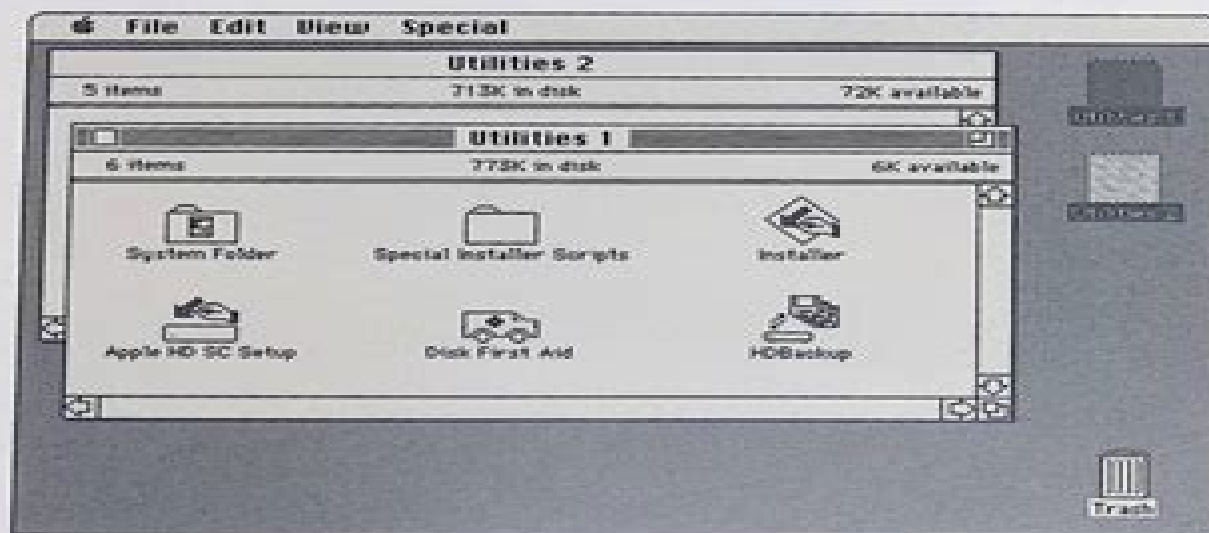 File Edit View Special
Utilities 2
5 items 713K in disk 72K available
Utilities 1
6 items 773K in disk 6K available
System Folder Special Installer Scripts Installer
Apple HD SC Setup Disk First Aid HDBackup
Trash